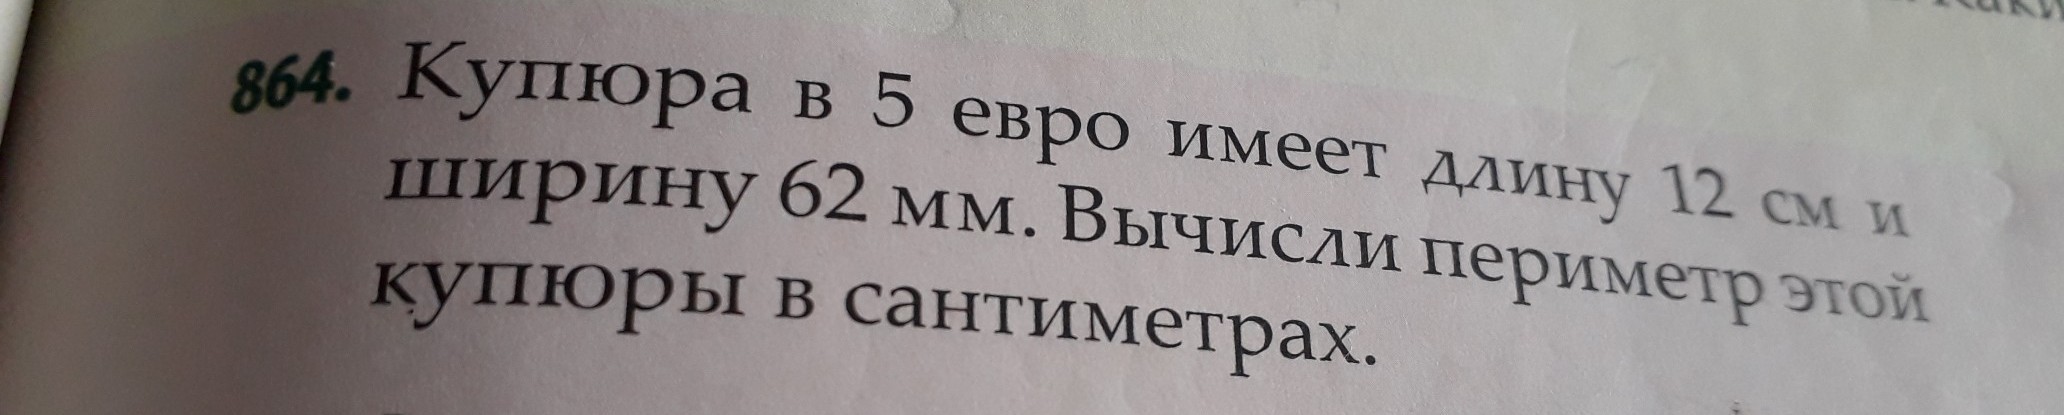 864. Купюра в 5 евро имеет длину 12 см и
ширину 62 мм. Вычисли периметр этой
купюры в сантиметрах.